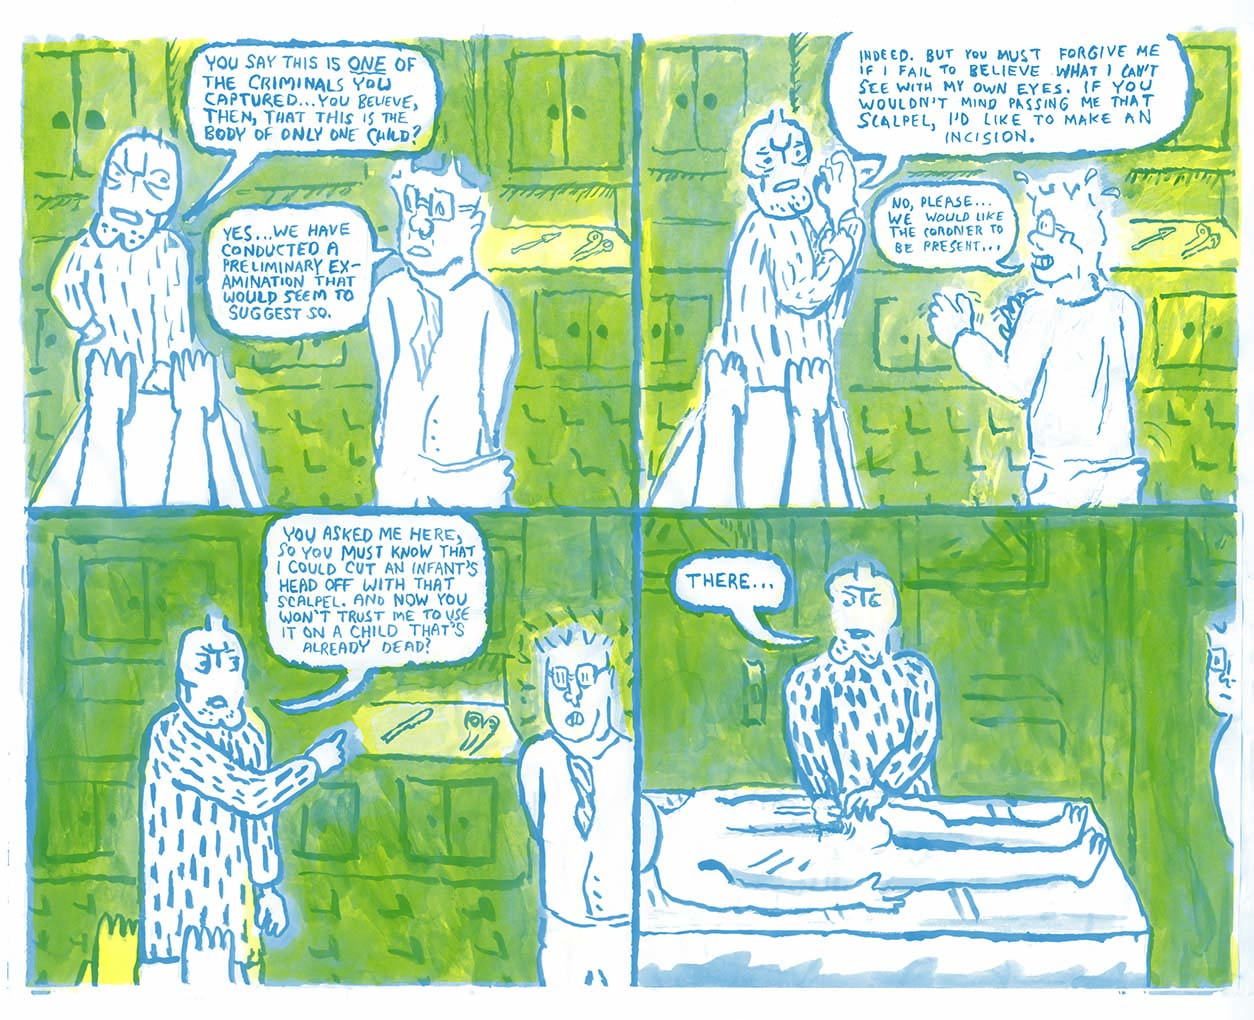 YOU SAY THIS IS ONE OF
THE CRIMINALS YOU
CAPTURED...YOU BELIEVE,
THEN, THAT THIS IS THE
BODY OF ONLY ONE CHILD?
YES...WE HAVE
CONDUCTED A
PRELIMINARY EX-
AMINATION THAT
WOULD SEEM TO
SUGGEST SO.
INDEED. BUT YOU MUST FORGIVE ME
IF I FAIL TO BELIEVE WHAT I CAN'T
SEE WITH MY OWN EYES. IF YOU
WOULDN'T MIND PASSING ME THAT
SCALPEL, I'D LIKE TO MAKE AN
INCISION.
NO, PLEASE...
WE WOULD LIKE
THE CORONER TO
BE PRESENT...
YOU ASKED ME HERE,
SO YOU MUST KNOW THAT
I COULD CUT AN INFANT'S
HEAD OFF WITH THAT
SCALPEL. AND NOW YOU
WON'T TRUST ME TO USE
IT ON A CHILD THAT'S
ALREADY DEAD?
THERE...